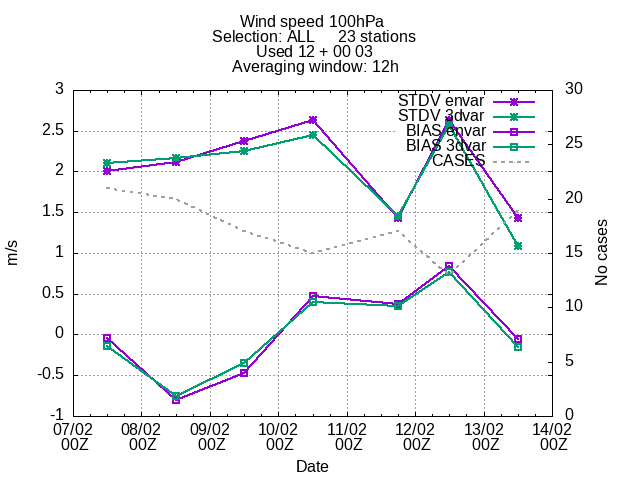 Wind speed 100hPa
Selection: ALL 23 stations
Used 12 + 00 03
Averaging window: 12h
STDV envar
STDV 3dvar
BIAS envar
BIAS 3dvar
CASES
3
2.5
2
1.5
1
0.5
0
-0.5
-1
m/s
30
25
20
15
10
5
0
No cases
07/02 08/02 09/02 10/02 11/02 12/02 13/02 14/02
00Z 00Z 00Z 00Z 00Z 00Z 00Z 00Z
Date